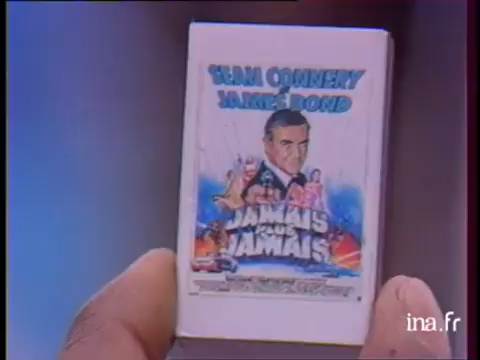 SEAN CONNERY
JAMES BOND
JAMAIS
PLUS
JAMAIS
ina.fr